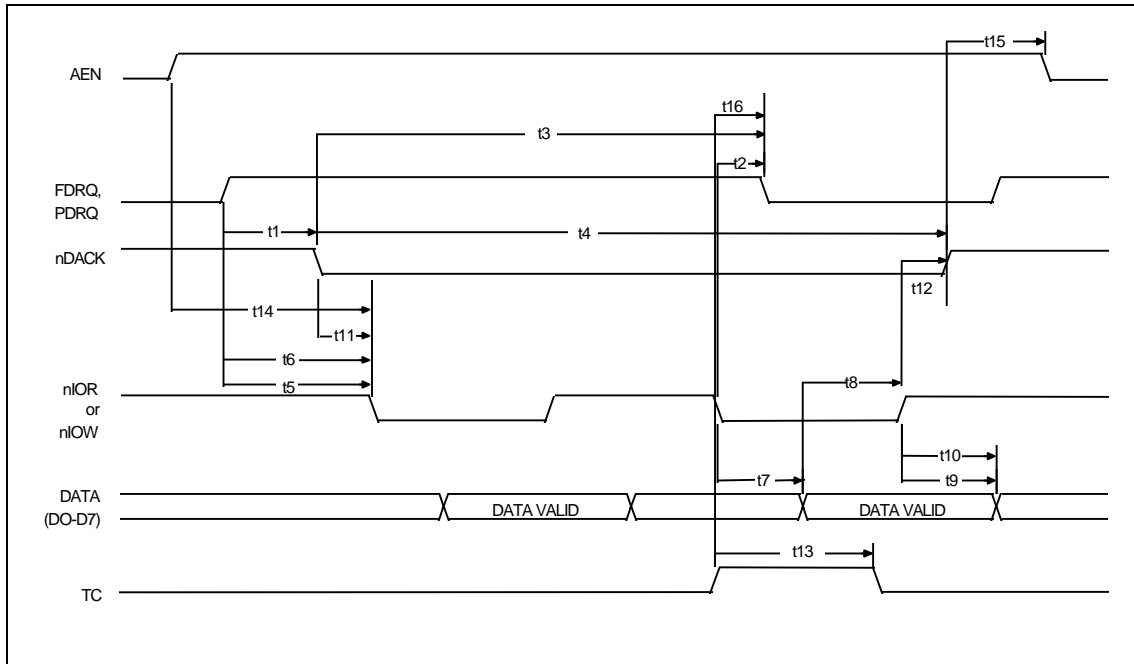 t15
AEN
t16
t3
t2
FDRQ,
PDRQ
t1
t4
nDACK
t12
t14
t11
t6
t8
t5
nIOR
or
nIOW
t10
t7
t9
DATA
(DO-D7)
DATA VALID
DATA VALID
t13
TC